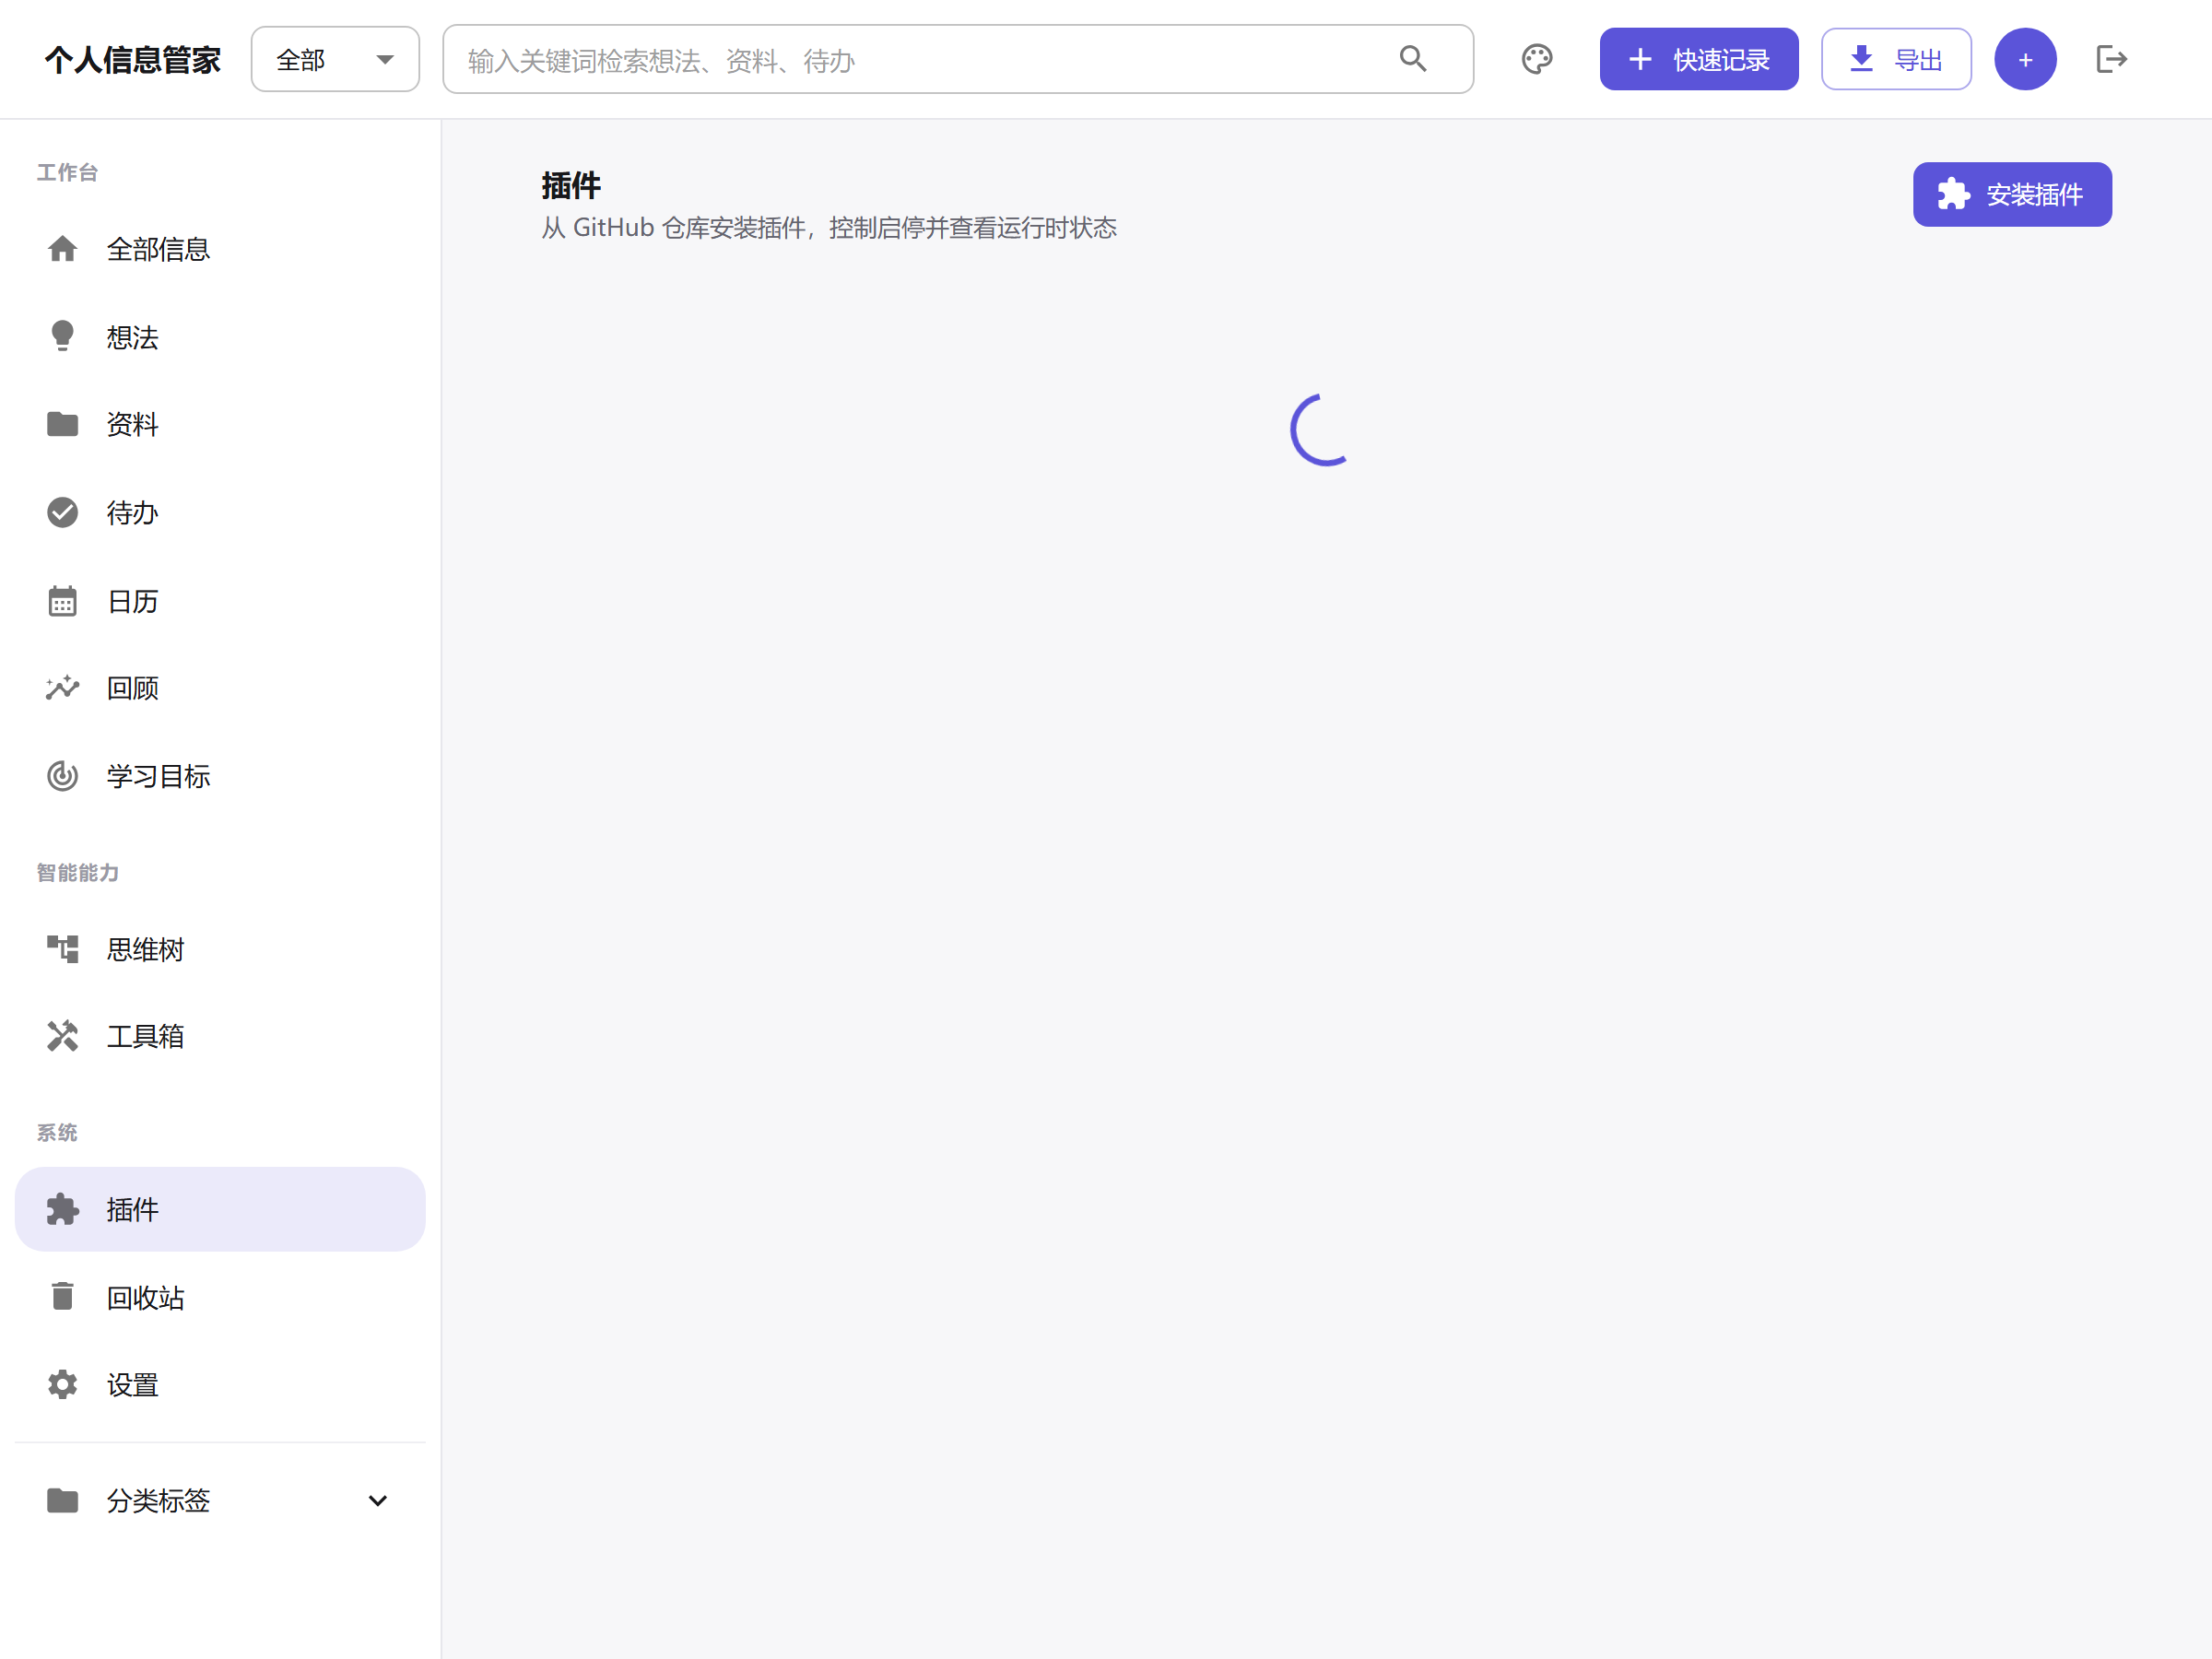 个人信息管家
全部
输入关键词检索想法、资料、待办
快速记录
导出
+
工作台
全部信息
想法
资料
待办
日历
回顾
学习目标
智能能力
思维树
工具箱
系统
插件
回收站
设置
分类标签
插件
从 GitHub 仓库安装插件，控制启停并查看运行时状态
安装插件